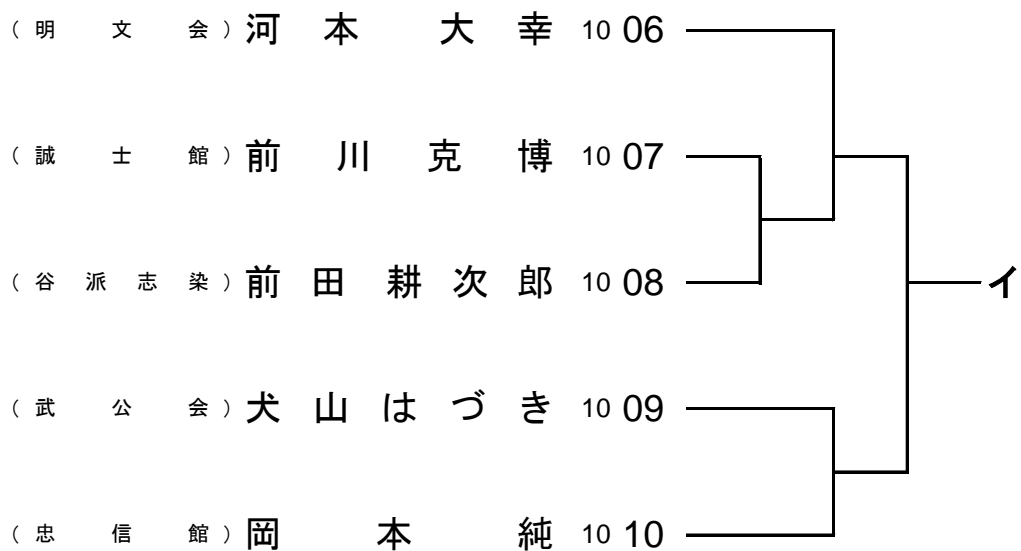 （明文会）河本大幸 10 06
（誠士館）前川克博 10 07
（谷派志染）前田耕次郎 10 08
イ
（武公会）犬山はづき 10 09
（忠信館）岡本純 10 10